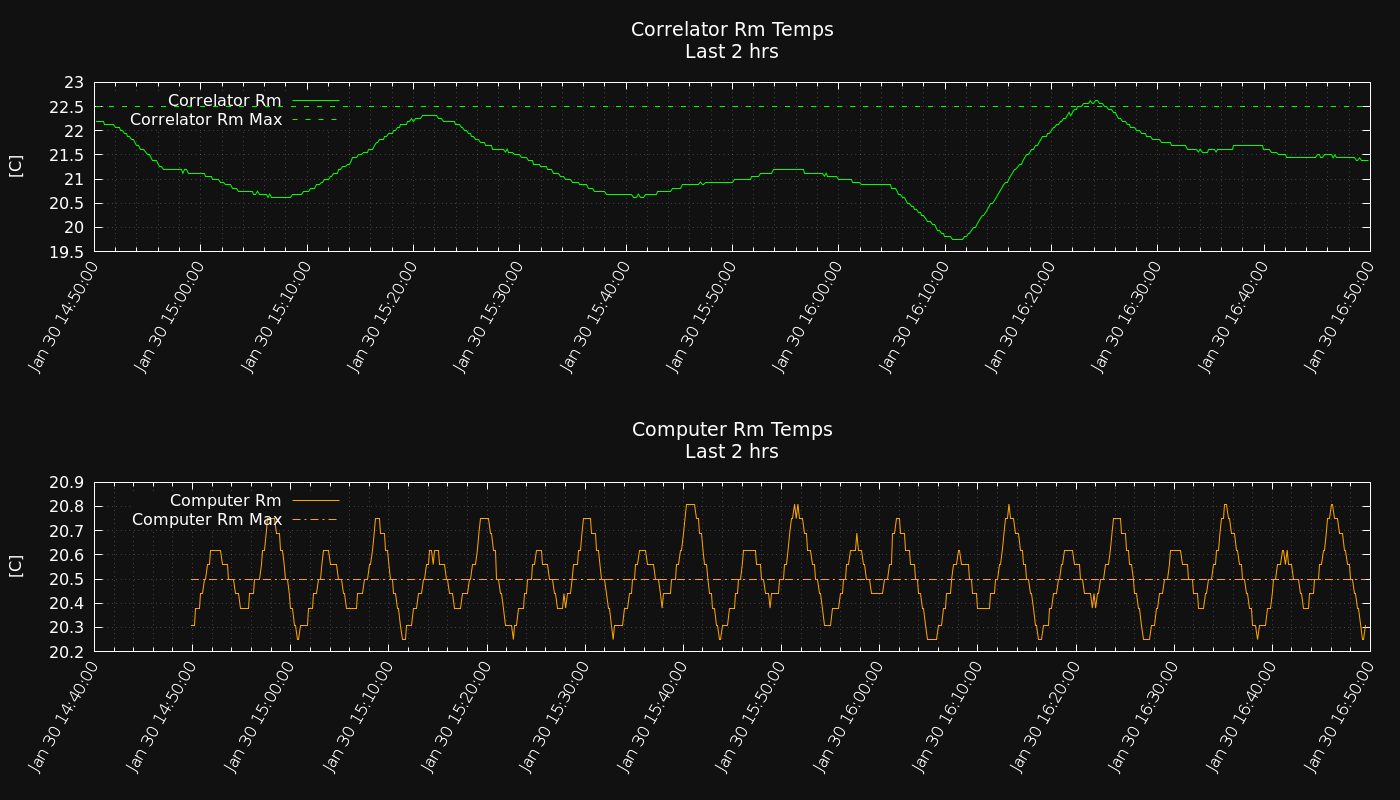 Correlator Rm Temps
Last 2 hrs
23
22.5
22
21.5
21
20.5
20
19.5
[C]
Correlator Rm
Correlator Rm Max
Jan 30 14:50:00
Jan 30 15:00:00
Jan 30 15:10:00
Jan 30 15:20:00
Jan 30 15:30:00
Jan 30 15:40:00
Jan 30 15:50:00
Jan 30 16:00:00
Jan 30 16:10:00
Jan 30 16:20:00
Jan 30 16:30:00
Jan 30 16:40:00
Jan 30 16:50:00
Computer Rm Temps
Last 2 hrs
20.9
20.8
20.7
20.6
20.5
20.4
20.3
20.2
[C]
Computer Rm
Computer Rm Max
Jan 30 14:40:00
Jan 30 14:50:00
Jan 30 15:00:00
Jan 30 15:10:00
Jan 30 15:20:00
Jan 30 15:30:00
Jan 30 15:40:00
Jan 30 15:50:00
Jan 30 16:00:00
Jan 30 16:10:00
Jan 30 16:20:00
Jan 30 16:30:00
Jan 30 16:40:00
Jan 30 16:50:00